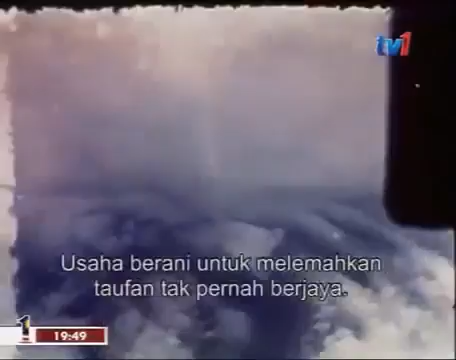 tv1
Usaha berani untuk melemahkan
taufan tak pernah berjaya.
1
19:49